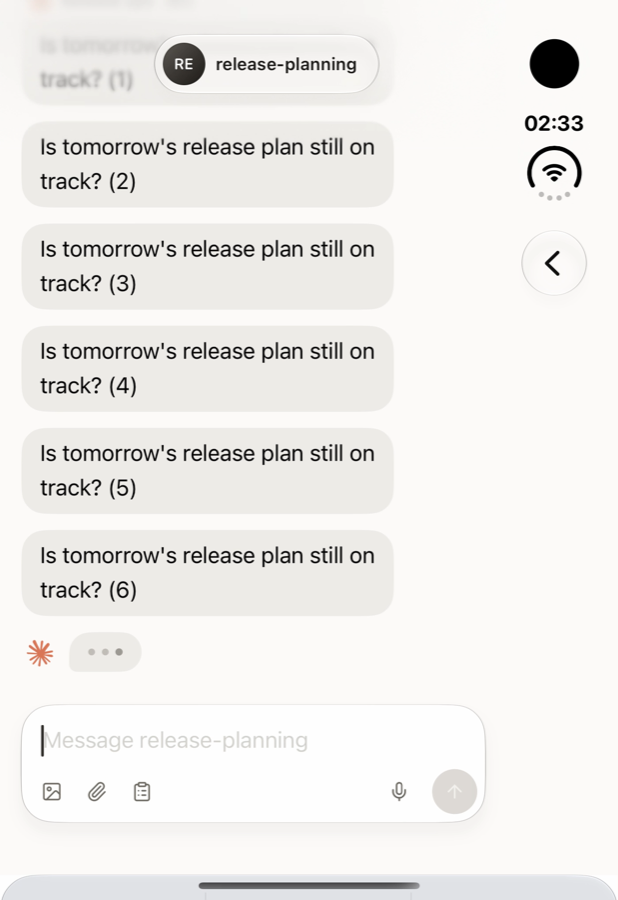 Is tomorrow's
track? (1)
RE
release-planning
02:33
Is tomorrow's release plan still on
track? (2)
Is tomorrow's release plan still on
track? (3)
Is tomorrow's release plan still on
track? (4)
Is tomorrow's release plan still on
track? (5)
Is tomorrow's release plan still on
track? (6)
Message release-planning